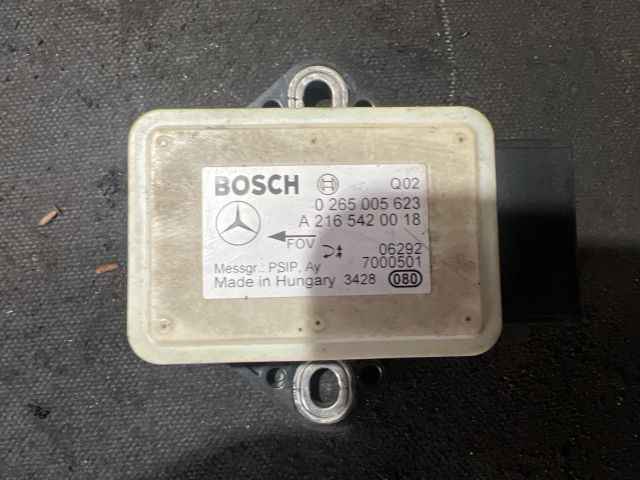 BOSCH Q02
0 265 005 623
A 216 542 00 18
FOV
06292
Messgr.: PSIP, Ay 7000501
Made in Hungary 3428 080